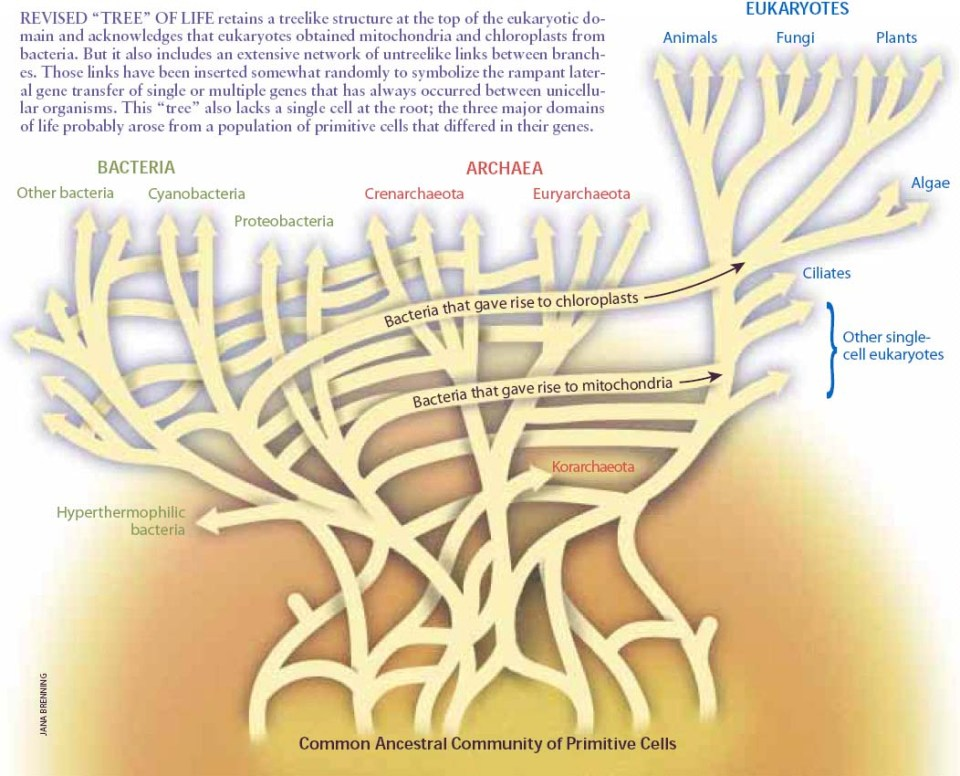 REVISED “TREE” OF LIFE retains a treelike structure at the top of the eukaryotic do-
main and acknowledges that eukaryotes obtained mitochondria and chloroplasts from
bacteria. But it also includes an extensive network of untreelike links between branch-
es. Those links have been inserted somewhat randomly to symbolize the rampant later-
al gene transfer of single or multiple genes that has always occurred between unicellu-
lar organisms. This “tree” also lacks a single cell at the root; the three major domains
of life probably arose from a population of primitive cells that differed in their genes.
EUKARYOTES
Animals
Fungi
Plants
BACTERIA
Other bacteria
Cyanobacteria
Proteobacteria
ARCHAEA
Crenarchaeota
Euryarchaeota
Algae
Ciliates
Bacteria that gave rise to chloroplasts
Other single-
cell eukaryotes
Bacteria that gave rise to mitochondria
Korarchaeota
Hyperthermophilic
bacteria
JANA BRENNING
Common Ancestral Community of Primitive Cells